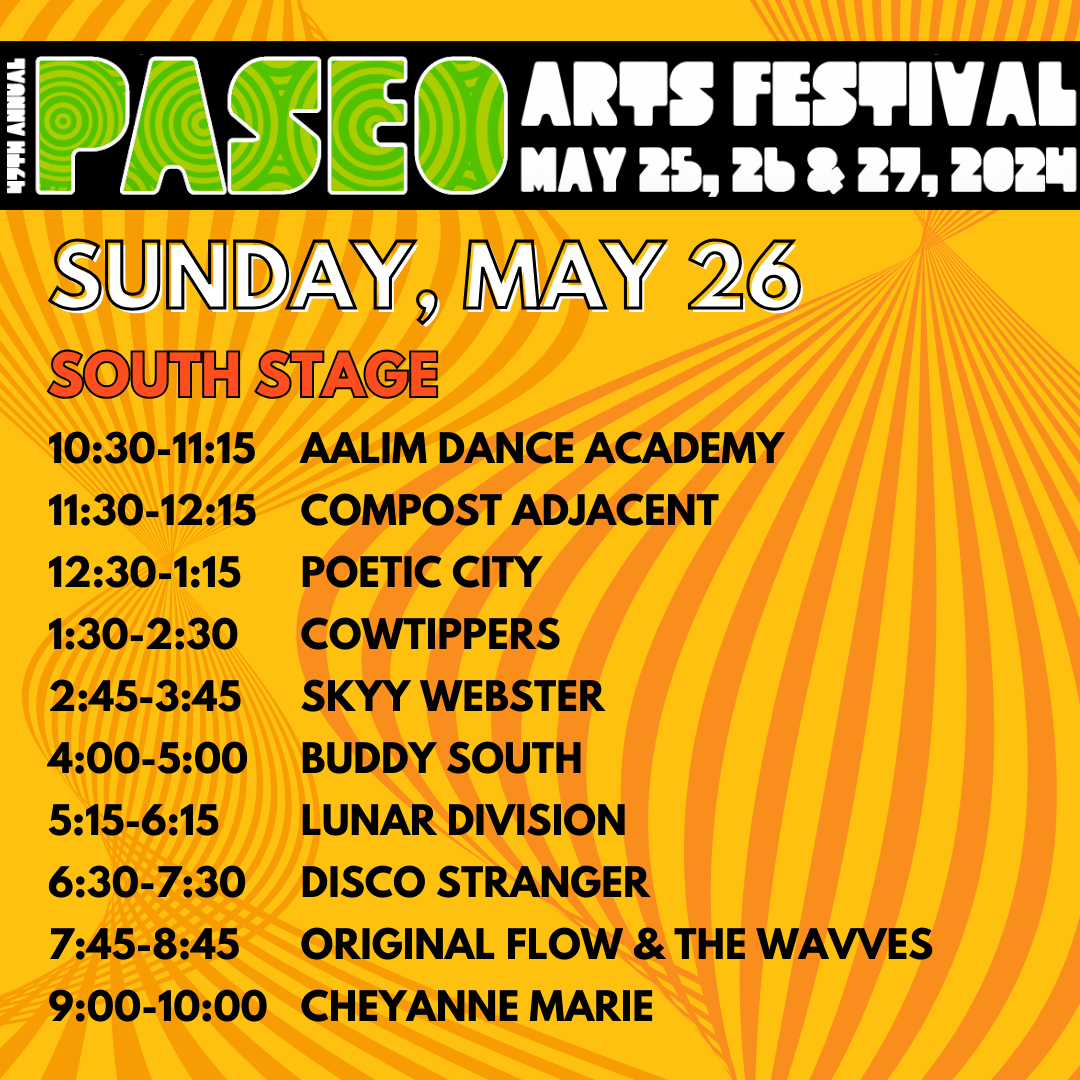 47TH ANNUAL
PASEO
ARTS FESTIVAL
MAY 25, 26 & 27, 2024
SUNDAY, MAY 26
SOUTH STAGE
10:30-11:15 AALIM DANCE ACADEMY
11:30-12:15 COMPOST ADJACENT
12:30-1:15 POETIC CITY
1:30-2:30 COWTIPPERS
2:45-3:45 SKYY WEBSTER
4:00-5:00 BUDDY SOUTH
5:15-6:15 LUNAR DIVISION
6:30-7:30 DISCO STRANGER
7:45-8:45 ORIGINAL FLOW & THE WAVVES
9:00-10:00 CHEYANNE MARIE